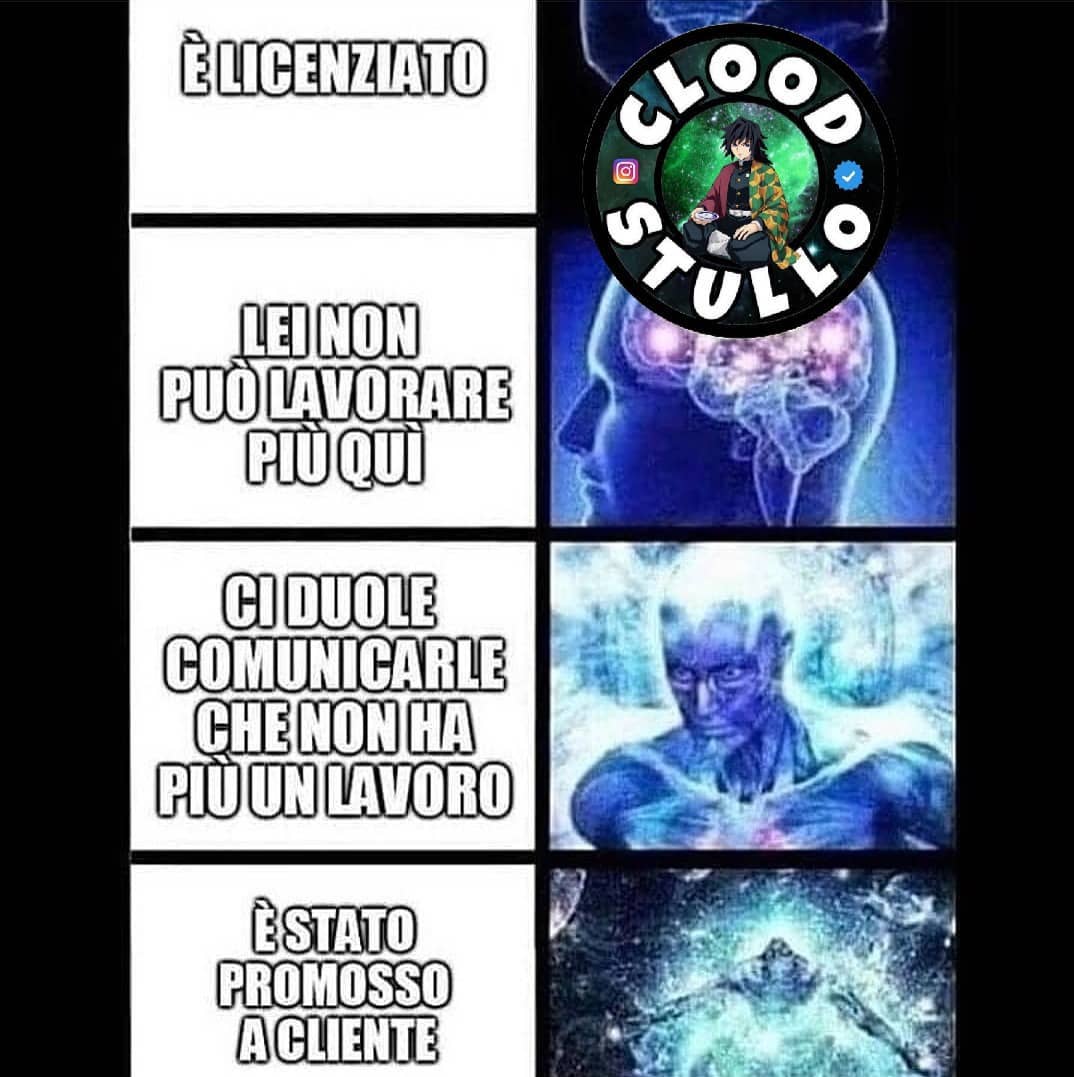 È LICENZIATO
CLOOD
STULLO
LEI NON
PUÒ LAVORARE
PIÙ QUÌ
CI DUOLE
COMUNICARLE
CHE NON HA
PIÙ UN LAVORO
È STATO
PROMOSSO
A CLIENTE